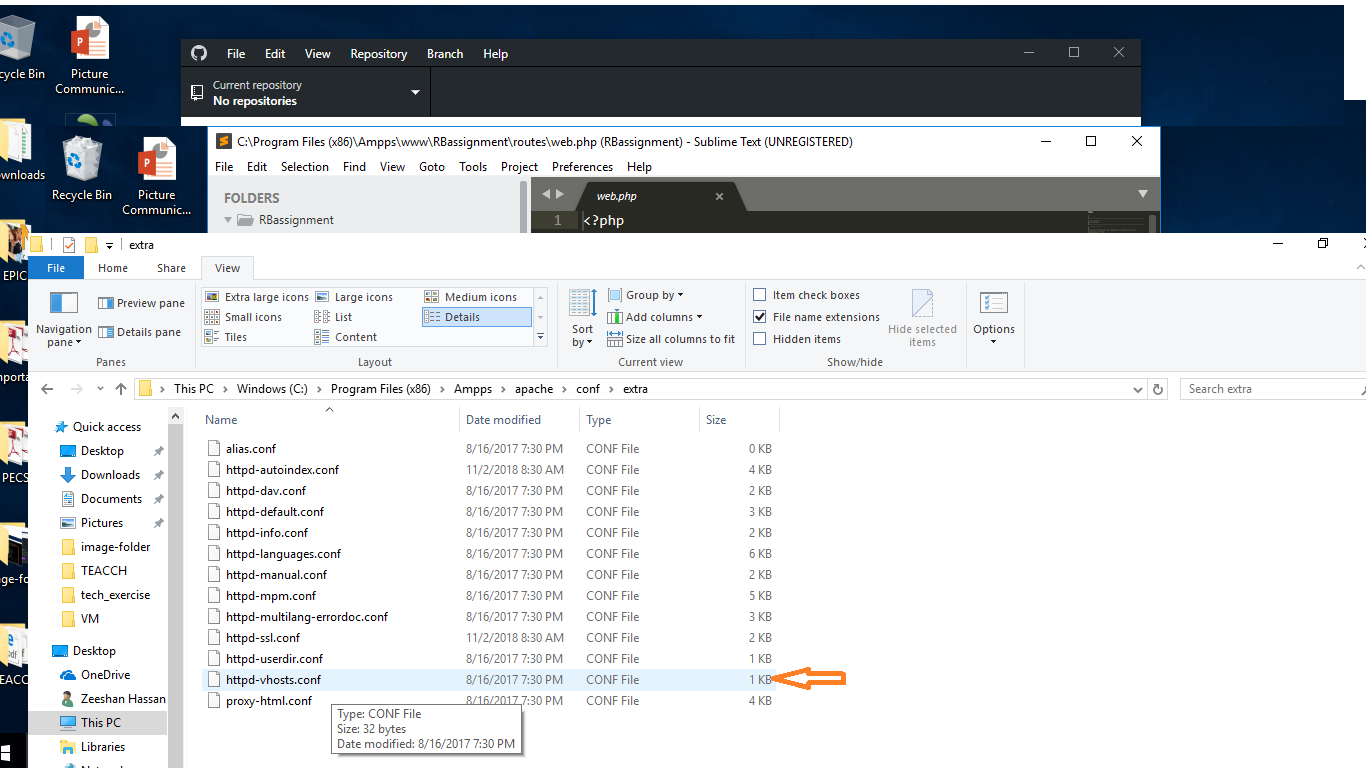 cycle Bin
Picture
Communic...
File Edit View Repository Branch Help
Current repository
No repositories
wnloads
Recycle Bin
Picture
Communic...
C:\Program Files (x86)\Ampps\www\RBassignment\routes\web.php (RBassignment) - Sublime Text (UNREGISTERED)
File Edit Selection Find View Goto Tools Project Preferences Help
FOLDERS
RBassignment
web.php
1 <?php
EPIC
extra
File Home Share View
Navigation pane
Preview pane
Details pane
Panes
Extra large icons Large icons Medium icons
Small icons List Details
Tiles Content
Layout
Sort by
Group by
Add columns
Size all columns to fit
Current view
Item check boxes
File name extensions
Hidden items
Hide selected items
Show/hide
Options
mporta
This PC Windows (C:) Program Files (x86) Ampps apache conf extra
Search extra
PECS
age-fo
EACC
Quick access
Desktop
Downloads
Documents
Pictures
image-folder
TEACCH
tech_exercise
VM
Desktop
OneDrive
Zeeshan Hassan
This PC
Libraries
Name Date modified Type Size
alias.conf 8/16/2017 7:30 PM CONF File 0 KB
httpd-autoindex.conf 11/2/2018 8:30 AM CONF File 4 KB
httpd-dav.conf 8/16/2017 7:30 PM CONF File 2 KB
httpd-default.conf 8/16/2017 7:30 PM CONF File 3 KB
httpd-info.conf 8/16/2017 7:30 PM CONF File 2 KB
httpd-languages.conf 8/16/2017 7:30 PM CONF File 6 KB
httpd-manual.conf 8/16/2017 7:30 PM CONF File 2 KB
httpd-mpm.conf 8/16/2017 7:30 PM CONF File 5 KB
httpd-multilang-errordoc.conf 8/16/2017 7:30 PM CONF File 3 KB
httpd-ssl.conf 11/2/2018 8:30 AM CONF File 2 KB
httpd-userdir.conf 8/16/2017 7:30 PM CONF File 1 KB
httpd-vhosts.conf 8/16/2017 7:30 PM CONF File 1 KB
proxy-html.conf 8/16/2017 7:30 PM CONF File 4 KB
Type: CONF File
Size: 32 bytes
Date modified: 8/16/2017 7:30 PM